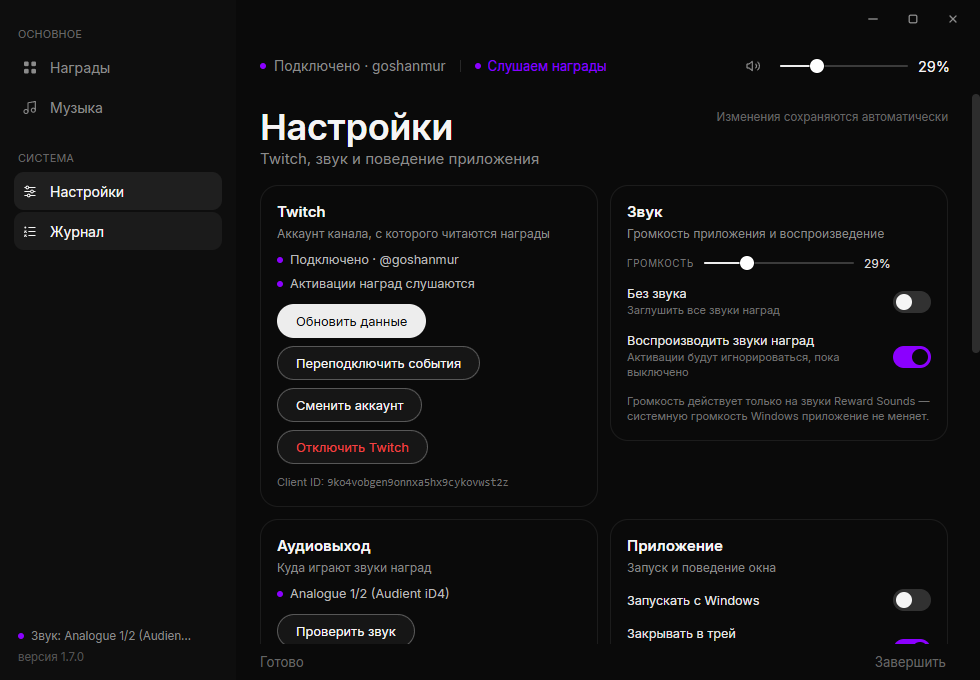 ОСНОВНОЕ
Награды
Музыка
СИСТЕМА
Настройки
Журнал
Звук: Analogue 1/2 (Audien...
версия 1.7.0
Подключено · goshanmur
Слушаем награды
29%
Настройки
Изменения сохраняются автоматически
Twitch, звук и поведение приложения
Twitch
Аккаунт канала, с которого читаются награды
Подключено · @goshanmur
Активации наград слушаются
Обновить данные
Переподключить события
Сменить аккаунт
Отключить Twitch
Client ID: 9ko4vobgen9onnxa5hx9cykovwst2z
Звук
Громкость приложения и воспроизведение
ГРОМКОСТЬ
29%
Без звука
Заглушить все звуки наград
Воспроизводить звуки наград
Активации будут игнорироваться, пока
выключено
Громкость действует только на звуки Reward Sounds —
системную громкость Windows приложение не меняет.
Аудиовыход
Куда играют звуки наград
Analogue 1/2 (Audient iD4)
Проверить звук
Приложение
Запуск и поведение окна
Запускать с Windows
Закрывать в трей
Готово
Завершить